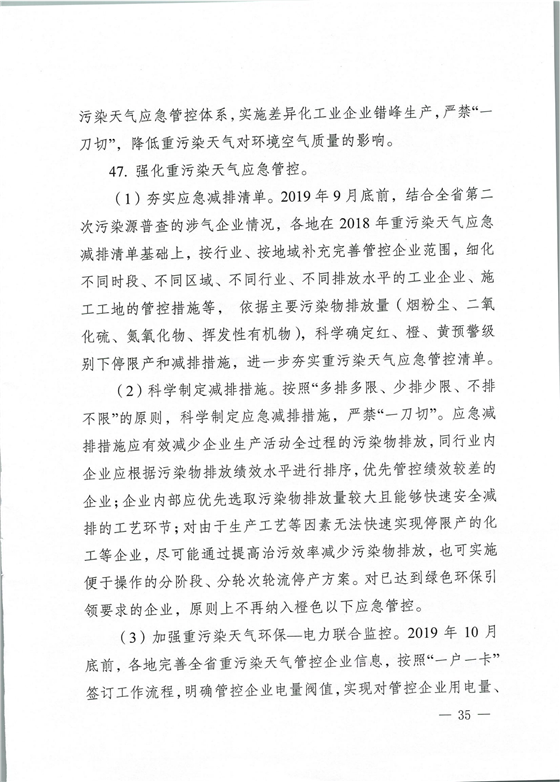 污染天气应急管控体系,实施差异化工业企业错峰生产,严禁“一
刀切”，降低重污染天气对环境空气质量的影响。
47. 强化重污染天气应急管控。
（1）夯实应急减排清单。2019 年 9 月底前，结合全省第二
次污染源普查的涉气企业情况，各地在 2018 年重污染天气应急
减排清单基础上，按行业、按地域补充完善管控企业范围，细化
不同时段、不同区域、不同行业、不同排放水平的工业企业、施
工工地的管控措施等， 依据主要污染物排放量（烟粉尘、二氧
化硫、氮氧化物、挥发性有机物），科学确定红、橙、黄预警级
别下停限产和减排措施，进一步夯实重污染天气应急管控清单。
（2）科学制定减排措施。按照“多排多限、少排少限、不排
不限”的原则，科学制定应急减排措施，严禁“一刀切”。应急减
排措施应有效减少企业生产活动全过程的污染物排放，同行业内
企业应根据污染物排放绩效水平进行排序，优先管控绩效较差的
企业；企业内部应优先选取污染物排放量较大且能够快速安全减
排的工艺环节；对由于生产工艺等因素无法快速实现停限产的化
工等企业，尽可能通过提高治污效率减少污染物排放，也可实施
便于操作的分阶段、分轮次轮流停产方案。对已达到绿色环保引
领要求的企业，原则上不再纳入橙色以下应急管控。
（3）加强重污染天气环保—电力联合监控。2019 年 10 月
底前，各地完善全省重污染天气管控企业信息，按照“一户一卡”
签订工作流程，明确管控企业电量阀值，实现对管控企业用电量、
— 35 —